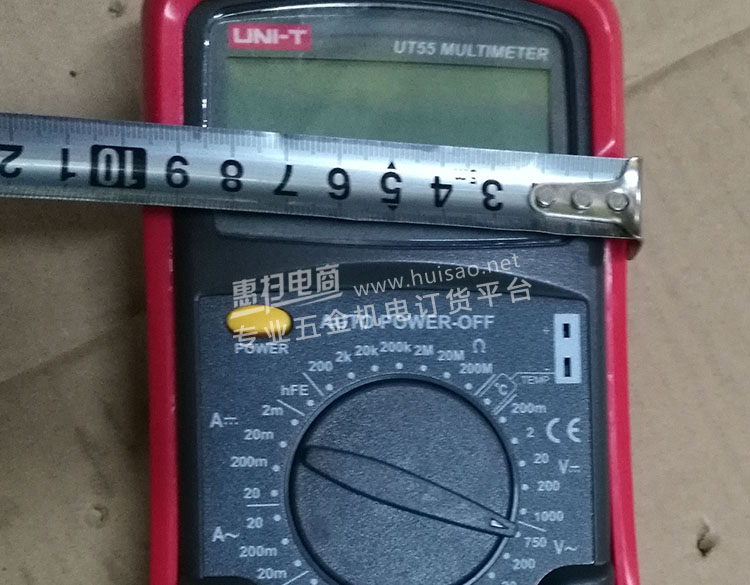 UNI-T
UT55 MULTIMETER
2 1 10 9 8 7 6 5 4 3
惠扫电商
www.huisao.net
专业五金机电订货平台
AUTO-POWER-OFF
POWER
200 2k 20k 200k 2M 20M 200M Ω
hFE
°C TEMP
A⎓ 2m 20m 200m 20
A~ 20 200m 20m
CE
V⎓ 200m 2 20 200 1000
V~ 750 200